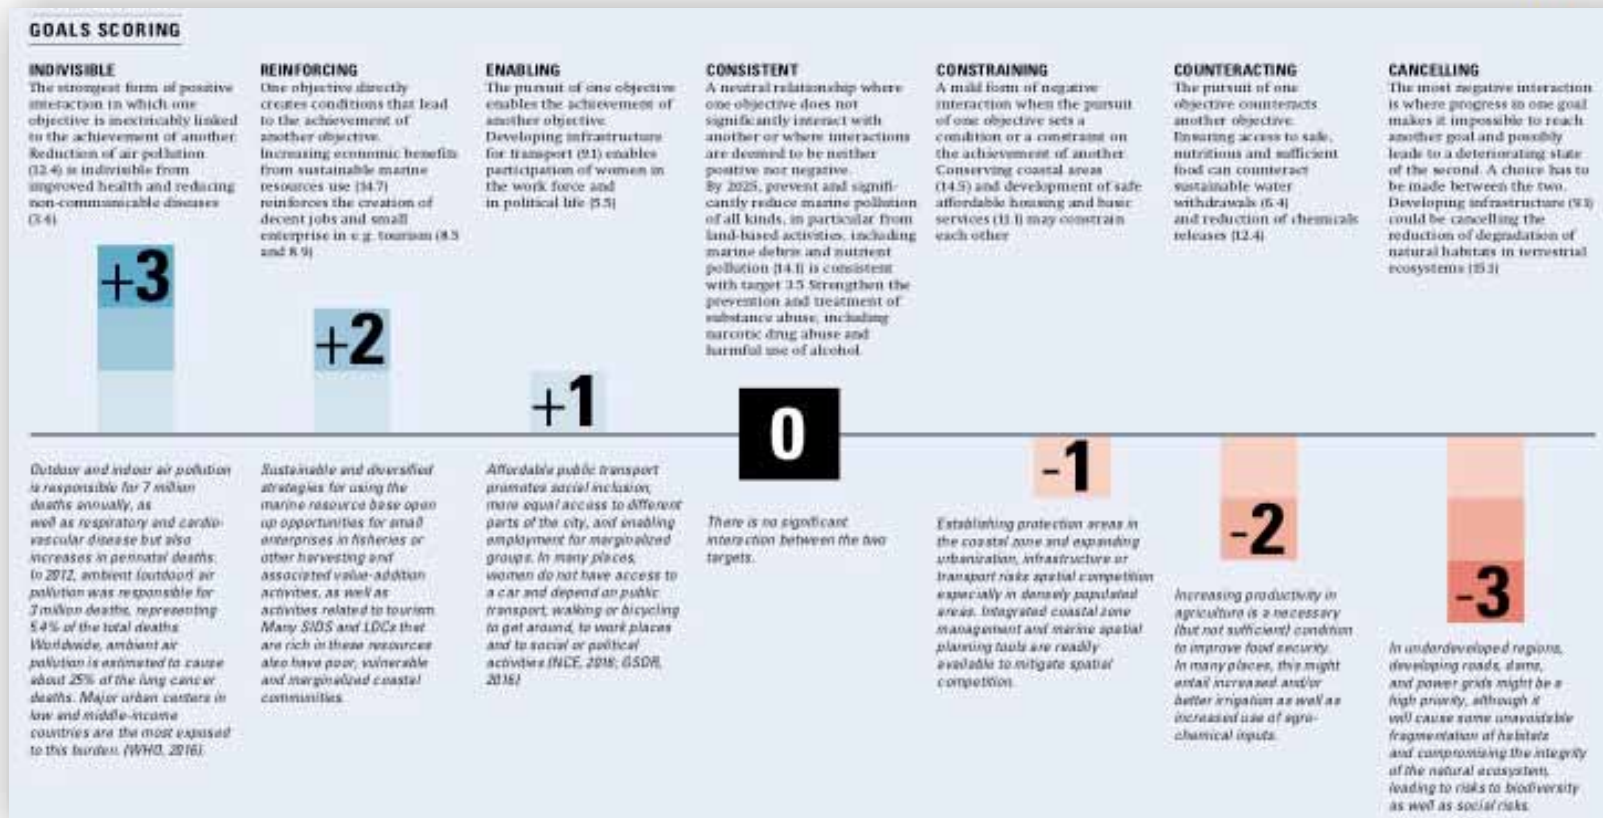 GOALS SCORING
INDIVISIBLE
The strongest form of positive
interaction in which one
objective is inextricably linked
to the achievement of another.
Reduction of air pollution
(12.4) is indivisible from
improved health and reducing
non-communicable diseases
(3.4)
+3
Outdoor and indoor air pollution
is responsible for 7 million
deaths annually, as
well as respiratory and cardio-
vascular disease but also
increases in perinatal deaths.
In 2012, ambient (outdoor) air
pollution was responsible for
3 million deaths, representing
5.4% of the total deaths.
Worldwide, ambient air
pollution is estimated to cause
about 25% of the lung cancer
deaths. Major urban centers in
low and middle-income
countries are the most exposed
to this burden. (WHO, 2016).
REINFORCING
One objective directly
creates conditions that lead
to the achievement of
another objective.
Increasing economic benefits
from sustainable marine
resources use (14.7)
reinforces the creation of
decent jobs and small
enterprise in e.g. tourism (8.5
and 8.9)
+2
Sustainable and diversified
strategies for using the
marine resource base open
up opportunities for small
enterprises in fisheries or
other harvesting and
associated value-addition
activities, as well as
activities related to tourism.
Many SIDS and LDCs that
are rich in these resources
also have poor, vulnerable
and marginalized coastal
communities.
ENABLING
The pursuit of one objective
enables the achievement of
another objective.
Developing infrastructure
for transport (9.1) enables
participation of women in
the work force and
in political life (5.5)
+1
Affordable public transport
promotes social inclusion,
more equal access to different
parts of the city, and enabling
employment for marginalized
groups. In many places,
women do not have access to
a car and depend on public
transport, walking or bicycling
to get around, to work places
and to social or political
activities (NCE, 2016; GSDR,
2016)
CONSISTENT
A neutral relationship where
one objective does not
significantly interact with
another or where interactions
are deemed to be neither
positive nor negative.
By 2025, prevent and signifi-
cantly reduce marine pollution
of all kinds, in particular from
land-based activities, including
marine debris and nutrient
pollution (14.1) is consistent
with target 3.5 Strengthen the
prevention and treatment of
substance abuse, including
narcotic drug abuse and
harmful use of alcohol.
0
There is no significant
interaction between the two
targets.
CONSTRAINING
A mild form of negative
interaction when the pursuit
of one objective sets a
condition or a constraint on
the achievement of another.
Conserving coastal areas
(14.5) and development of safe
affordable housing and basic
services (11.1) may constrain
each other
-1
Establishing protection areas in
the coastal zone and expanding
urbanization, infrastructure or
transport risks spatial competition
especially in densely populated
areas. Integrated coastal zone
management and marine spatial
planning tools are readily
available to mitigate spatial
competition.
COUNTERACTING
The pursuit of one
objective counteracts
another objective.
Ensuring access to safe,
nutritious and sufficient
food can counteract
sustainable water
withdrawals (6.4)
and reduction of chemicals
releases (12.4)
-2
Increasing productivity in
agriculture is a necessary
(but not sufficient) condition
to improve food security.
In many places, this might
entail increased and/or
better irrigation as well as
increased use of agro-
chemical inputs.
CANCELLING
The most negative interaction
is where progress in one goal
makes it impossible to reach
another goal and possibly
leads to a deteriorating state
of the second. A choice has to
be made between the two.
Developing infrastructure (9.1)
could be cancelling the
reduction of degradation of
natural habitats in terrestrial
ecosystems (15.1)
-3
In underdeveloped regions,
developing roads, dams,
and power grids might be a
high priority, although it
will cause some unavoidable
fragmentation of habitats
and compromising the integrity
of the natural ecosystem,
leading to risks to biodiversity
as well as social risks.